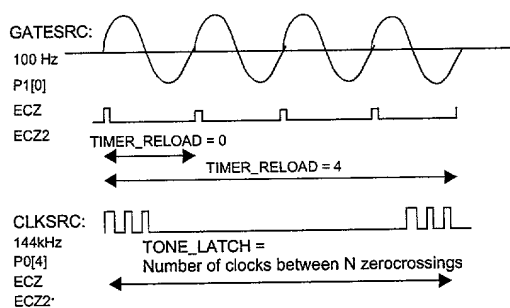 GATESRC:
100 Hz
P1[0]
ECZ
ECZ2
TIMER_RELOAD = 0
TIMER_RELOAD = 4
CLKSRC:
144kHz
P0[4]
ECZ
ECZ2
TONE_LATCH =
Number of clocks between N zerocrossings